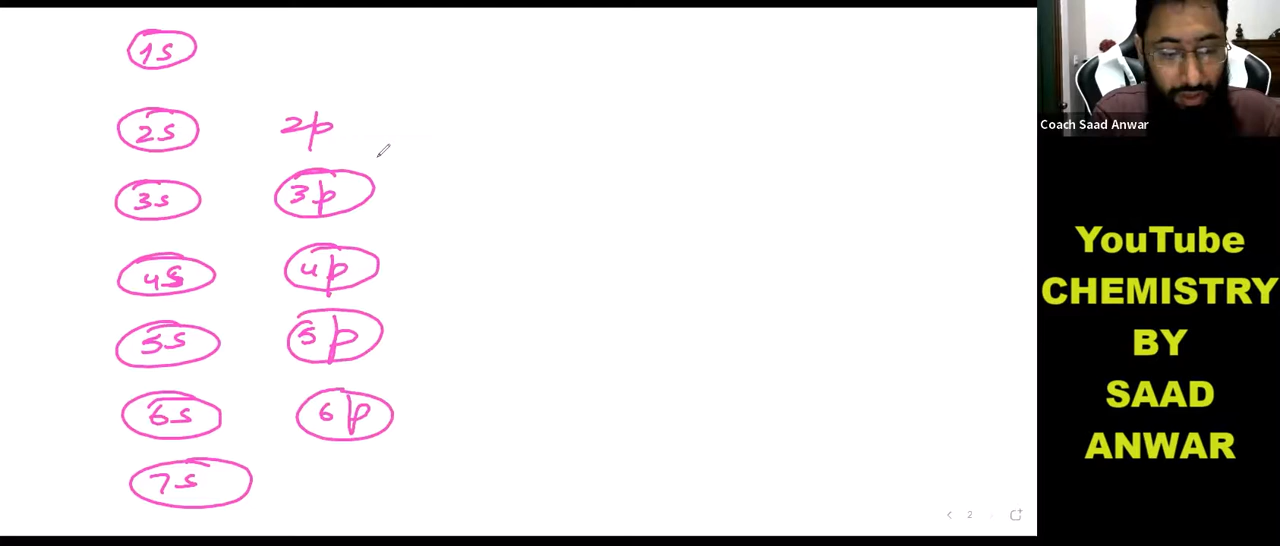 1s
2s 2p
3s 3p
4s 4p
5s 5p
6s 6p
7s
2
Coach Saad Anwar
YouTube
CHEMISTRY
BY
SAAD
ANWAR